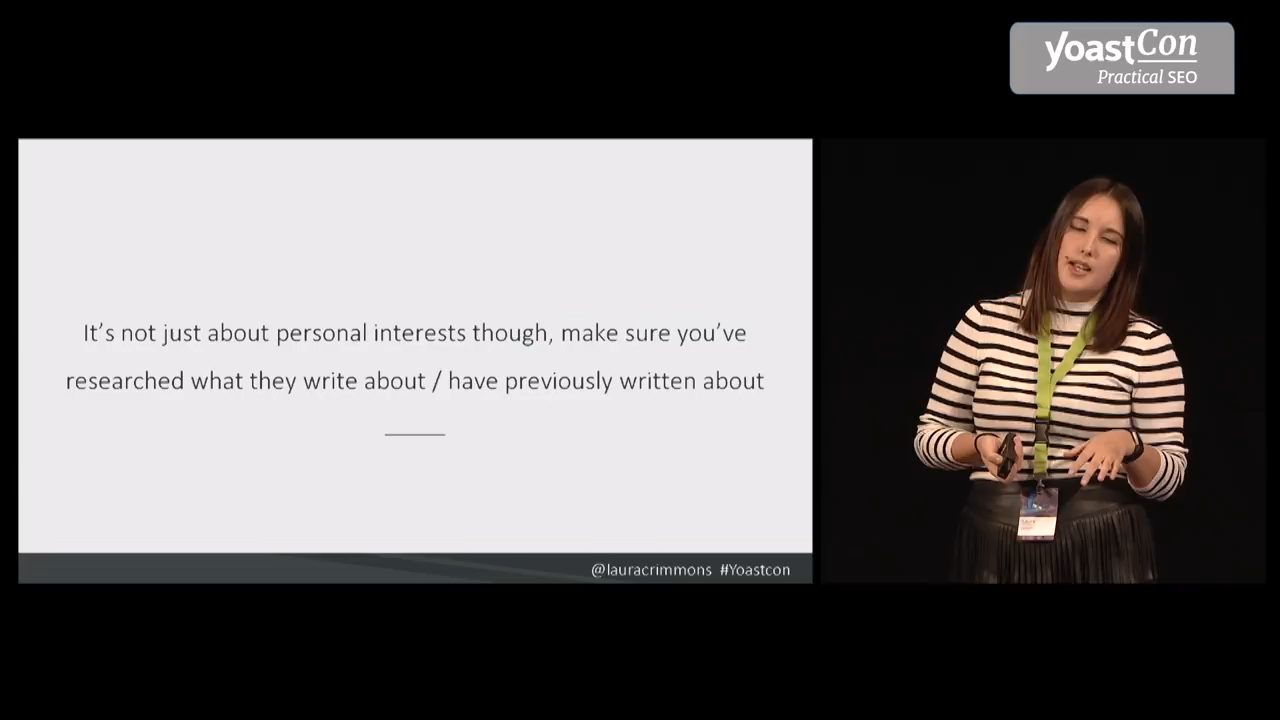 yoastCon
Practical SEO
It's not just about personal interests though, make sure you've
researched what they write about / have previously written about
@lauracrimmons #Yoastcon